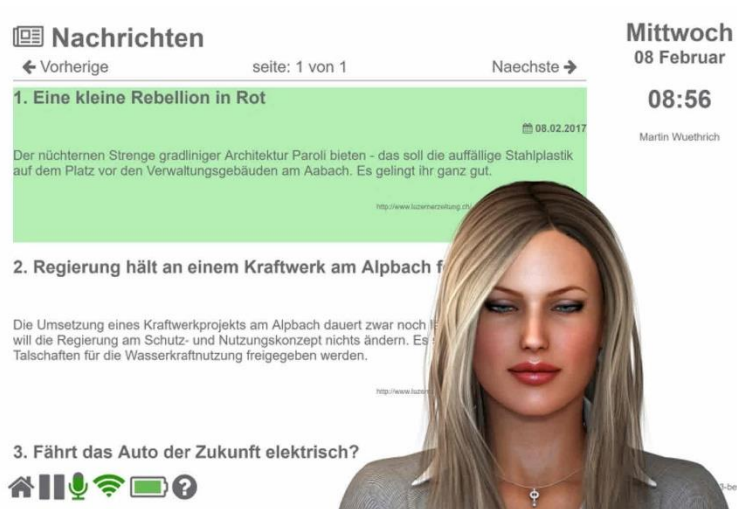 Nachrichten
Vorherige seite: 1 von 1 Naechste
1. Eine kleine Rebellion in Rot
08.02.2017
Der nüchternen Strenge gradliniger Architektur Paroli bieten - das soll die auffällige Stahlplastik
auf dem Platz vor den Verwaltungsgebäuden am Aabach. Es gelingt ihr ganz gut.
http://www.luzernerzeitung.ch/
2. Regierung hält an einem Kraftwerk am Alpbach
Die Umsetzung eines Kraftwerkprojekts am Alpbach dauert zwar noch
will die Regierung am Schutz- und Nutzungskonzept nichts ändern. Es
Talschaften für die Wasserkraftnutzung freigegeben werden.
3. Fährt das Auto der Zukunft elektrisch?
Mittwoch
08 Februar
08:56
Martin Wuethrich